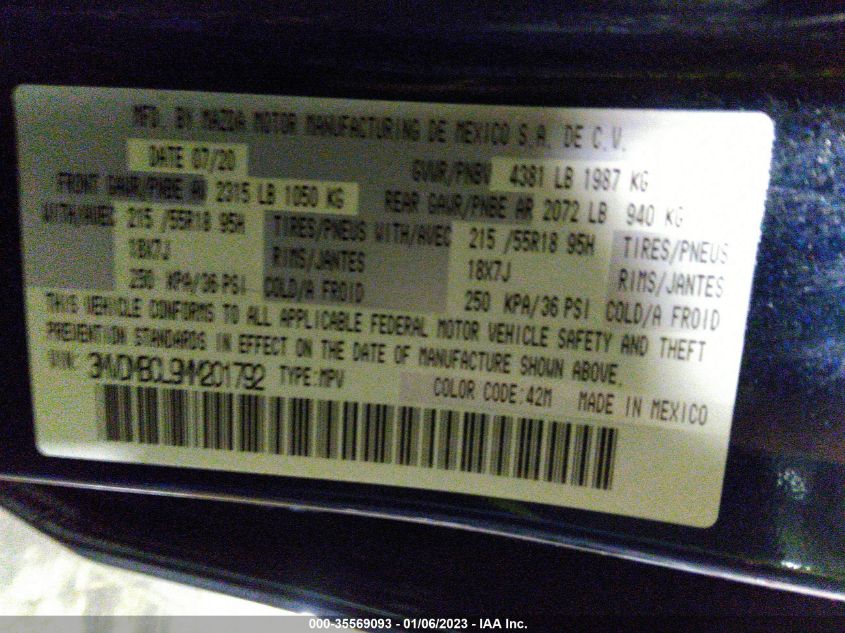 MFD. BY MAZDA MOTOR MANUFACTURING DE MEXICO S.A. DE C.V.
DATE 07/20 GVWR/PNBV 4381 LB 1987 KG
FRONT GAWR/PNBE AV 2315 LB 1050 KG REAR GAWR/PNBE AR 2072 LB 940 KG
WITH/AVEC 215 /55R18 95H TIRES/PNEUS WITH/AVEC 215 /55R18 95H TIRES/PNEUS
18X7J RIMS/JANTES 18X7J RIMS/JANTES
250 KPA/36 PSI COLD/A FROID 250 KPA/36 PSI COLD/A FROID
THIS VEHICLE CONFORMS TO ALL APPLICABLE FEDERAL MOTOR VEHICLE SAFETY AND THEFT
PREVENTION STANDARDS IN EFFECT ON THE DATE OF MANUFACTURE SHOWN ABOVE.
VIN: TYPE:MPV COLOR CODE:42M MADE IN MEXICO
000-35569093 — 01/06/2023 — IAA Inc.